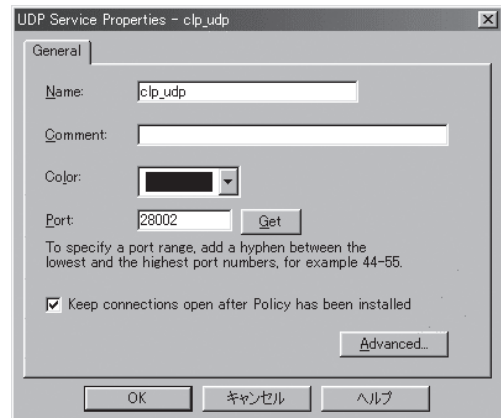 UDP Service Properties - clp_udp
General
Name: clp_udp
Comment:
Color:
Port: 28002 Get
To specify a port range, add a hyphen between the
lowest and the highest port numbers, for example 44-55.
Keep connections open after Policy has been installed
Advanced...
OK キャンセル ヘルプ